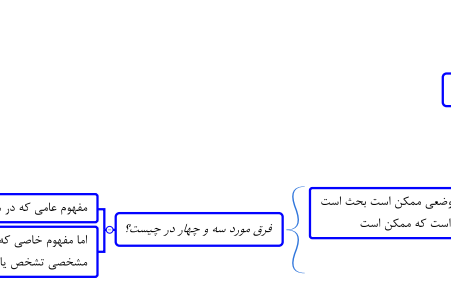 وضعی ممکن است بحث است
است که ممکن است
فرق مورد سه و چهار در چیست؟
مفهوم عامی که در
اما مفهوم خاصی که
مشخصی تشخص یا